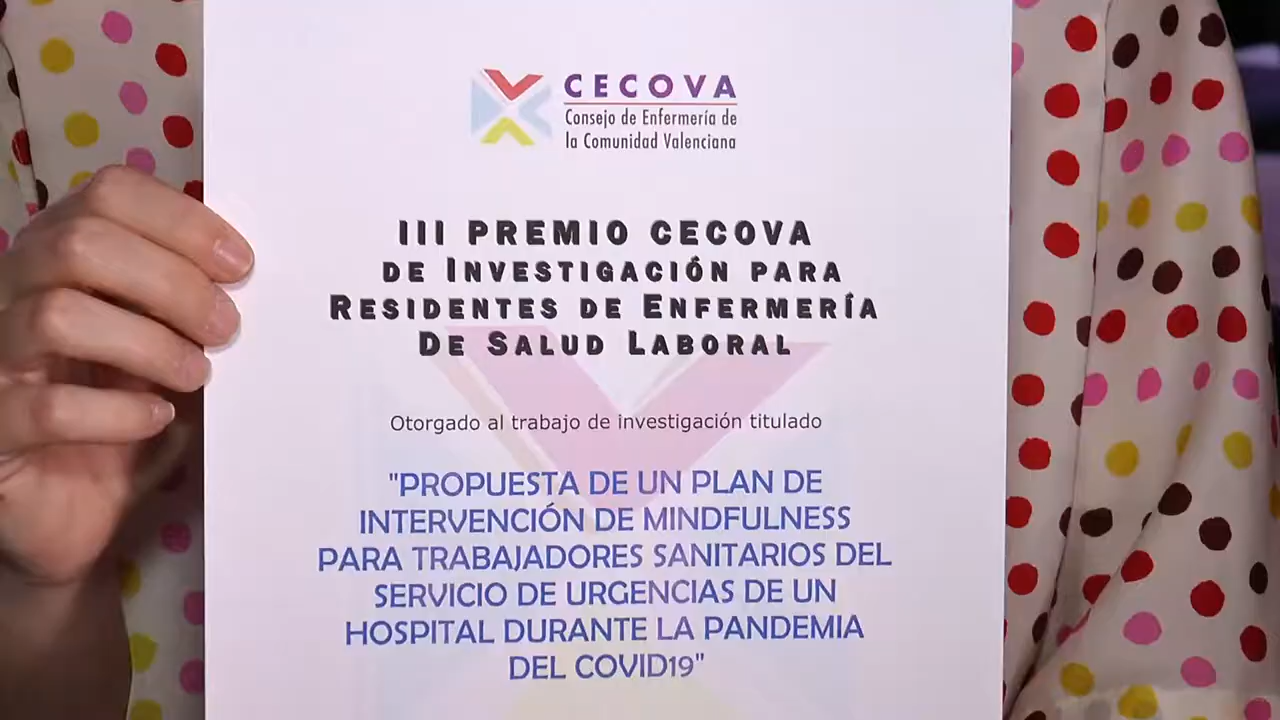 CECOVA
Consejo de Enfermería de
la Comunidad Valenciana
III PREMIO CECOVA
DE INVESTIGACIÓN PARA
RESIDENTES DE ENFERMERÍA
DE SALUD LABORAL
Otorgado al trabajo de investigación titulado
"PROPUESTA DE UN PLAN DE
INTERVENCIÓN DE MINDFULNESS
PARA TRABAJADORES SANITARIOS DEL
SERVICIO DE URGENCIAS DE UN
HOSPITAL DURANTE LA PANDEMIA
DEL COVID19"